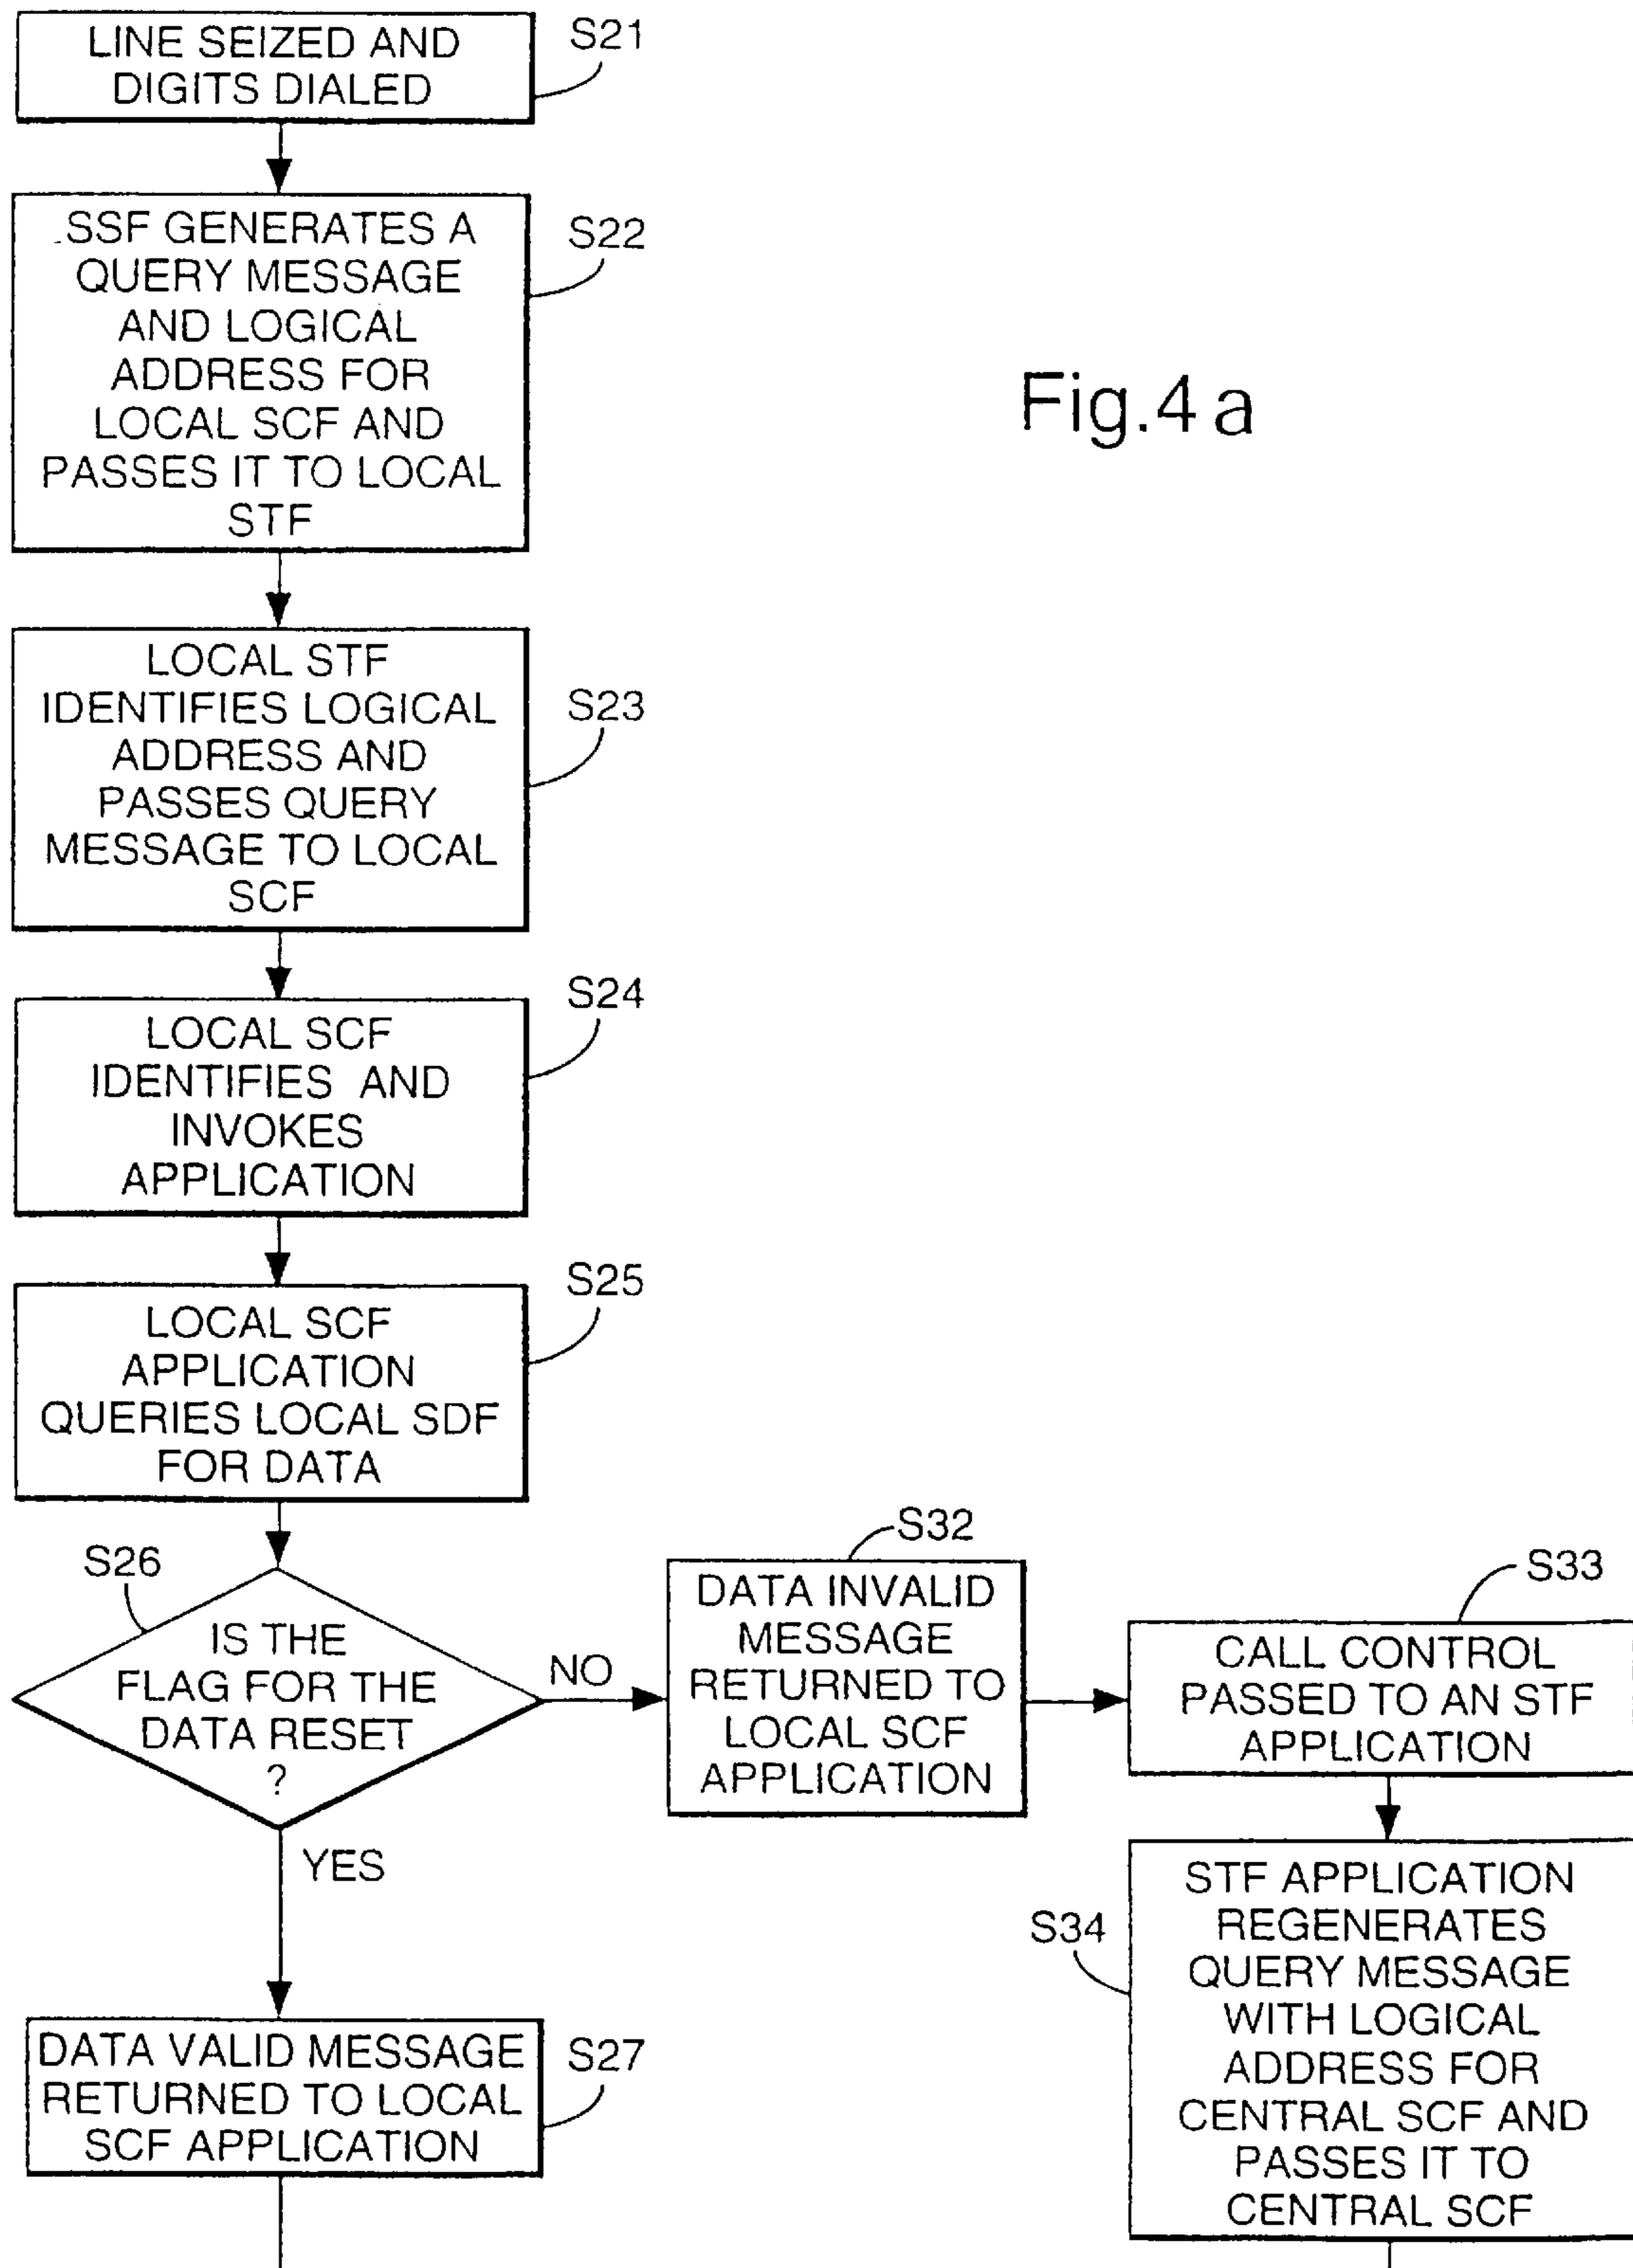 LINE SEIZED AND
DIGITS DIALED
S21
SSF GENERATES A
QUERY MESSAGE
AND LOGICAL
ADDRESS FOR
LOCAL SCF AND
PASSES IT TO LOCAL
STF
S22
Fig.4a
LOCAL STF
IDENTIFIES LOGICAL
ADDRESS AND
PASSES QUERY
MESSAGE TO LOCAL
SCF
S23
LOCAL SCF
IDENTIFIES AND
INVOKES
APPLICATION
S24
LOCAL SCF
APPLICATION
QUERIES LOCAL SDF
FOR DATA
S25
S26
IS THE
FLAG FOR THE
DATA RESET
?
NO
YES
S32
DATA INVALID
MESSAGE
RETURNED TO
LOCAL SCF
APPLICATION
S33
CALL CONTROL
PASSED TO AN STF
APPLICATION
S34
STF APPLICATION
REGENERATES
QUERY MESSAGE
WITH LOGICAL
ADDRESS FOR
CENTRAL SCF AND
PASSES IT TO
CENTRAL SCF
DATA VALID MESSAGE
RETURNED TO LOCAL
SCF APPLICATION
S27